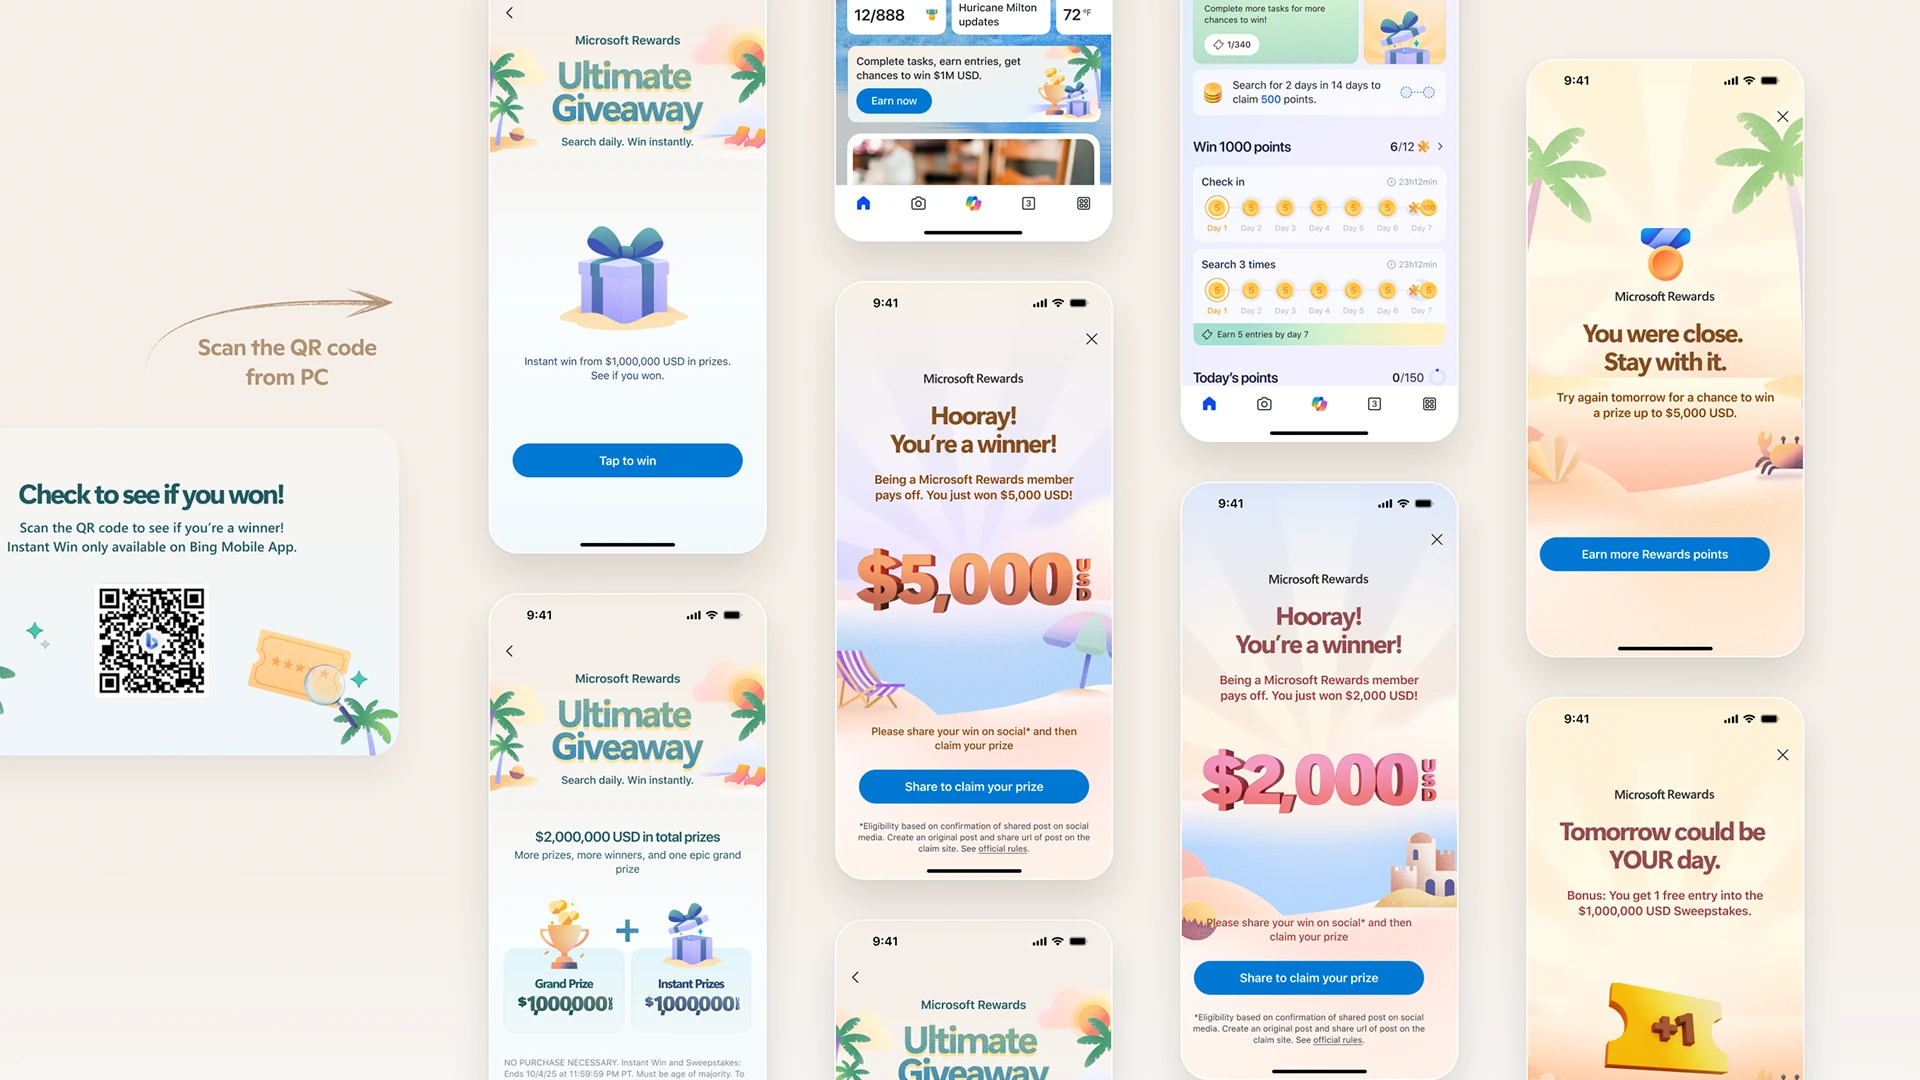 Scan the QR code
from PC
Check to see if you won!
Scan the QR code to see if you're a winner!
Instant Win only available on Bing Mobile App.
Microsoft Rewards
Ultimate
Giveaway
Search daily. Win instantly.
Instant win from $1,000,000 USD in prizes.
See if you won.
Tap to win
9:41
Microsoft Rewards
Ultimate
Giveaway
Search daily. Win instantly.
$2,000,000 USD in total prizes
More prizes, more winners, and one epic grand
prize
Grand Prize
$1000,000
Instant Prizes
$1000,000
NO PURCHASE NECESSARY. Instant Win and Sweepstakes:
Ends 10/4/25 at 11:59:59 PM PT. Must be age of majority. To
12/888
Huricane Milton
updates
72 °F
Complete tasks, earn entries, get
chances to win $1M USD.
Earn now
3
9:41
Microsoft Rewards
Hooray!
You're a winner!
Being a Microsoft Rewards member
pays off. You just won $5,000 USD!
$5,000 USD
Please share your win on social* and then
claim your prize
Share to claim your prize
*Eligibility based on confirmation of shared post on social
media. Create an original post and share url of post on the
claim site. See official rules.
9:41
Microsoft Rewards
Ultimate
Giveaway
Complete more tasks for more
chances to win!
1/340
Search for 2 days in 14 days to
claim 500 points.
Win 1000 points 6/12
Check in 23h12min
5 5 5 5 5 5 100
Day 1 Day 2 Day 3 Day 4 Day 5 Day 6 Day 7
Search 3 times 23h12min
5 5 5 5 5 5 5
Day 1 Day 2 Day 3 Day 4 Day 5 Day 6 Day 7
Earn 5 entries by day 7
Today's points 0/150
3
9:41
Microsoft Rewards
Hooray!
You're a winner!
Being a Microsoft Rewards member
pays off. You just won $2,000 USD!
$2,000 USD
Please share your win on social* and then
claim your prize
Share to claim your prize
*Eligibility based on confirmation of shared post on social
media. Create an original post and share url of post on the
claim site. See official rules.
9:41
Microsoft Rewards
You were close.
Stay with it.
Try again tomorrow for a chance to win
a prize up to $5,000 USD.
Earn more Rewards points
9:41
Microsoft Rewards
Tomorrow could be
YOUR day.
Bonus: You get 1 free entry into the
$1,000,000 USD Sweepstakes.
+1